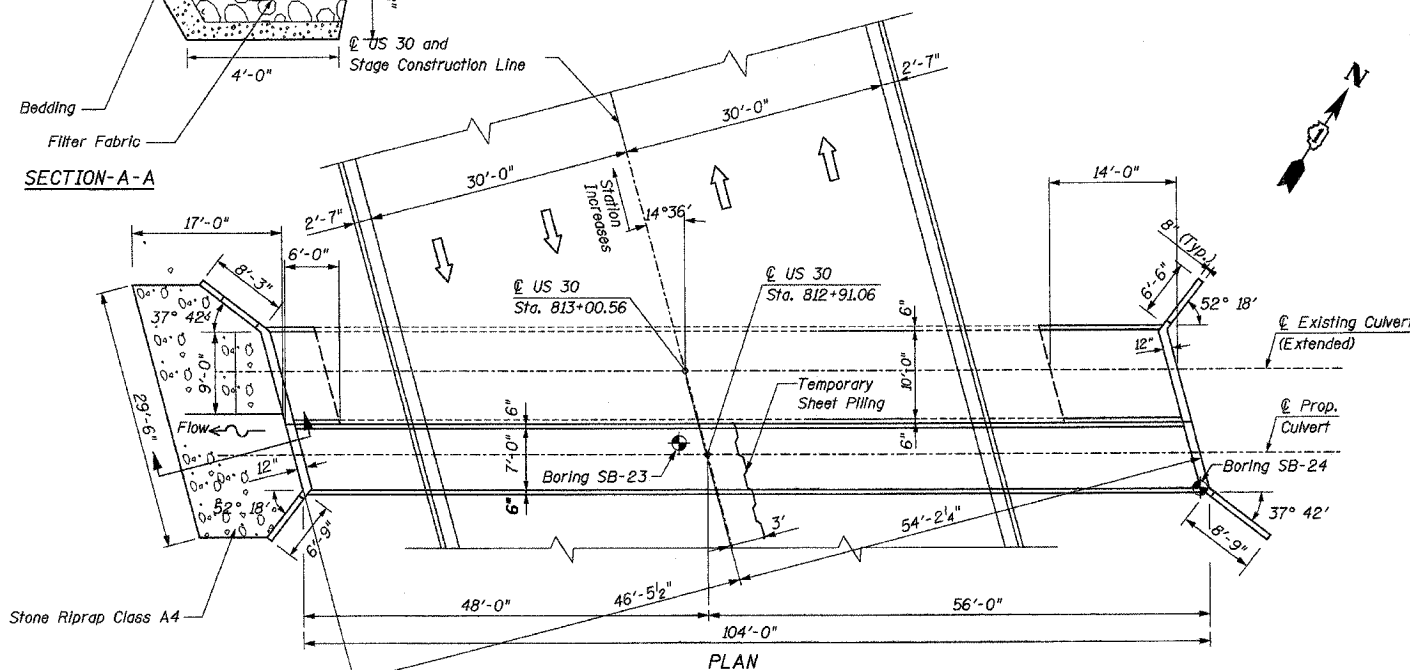 4'-0"
Bedding
Filter Fabric
SECTION-A-A
℄ US 30 and
Stage Construction Line
2'-7"
30'-0"
30'-0"
2'-7"
Station
Increases
14°36'
N
1
14'-0"
8" (Typ.)
6'-6"
52° 18'
17'-0"
8'-3"
6'-0"
37° 42'
℄ US 30
Sta. 813+00.56
℄ US 30
Sta. 812+91.06
6"
12"
℄ Existing Culvert
(Extended)
9'-0"
10'-0"
29'-6"
Temporary
Sheet Piling
℄ Prop.
Culvert
Flow
6"
6"
7'-0"
12"
Boring SB-23
Boring SB-24
52° 18'
6"
6'-9"
3'
54'-2¼"
37° 42'
8'-9"
Stone Riprap Class A4
48'-0"
46'-5½"
56'-0"
104'-0"
PLAN